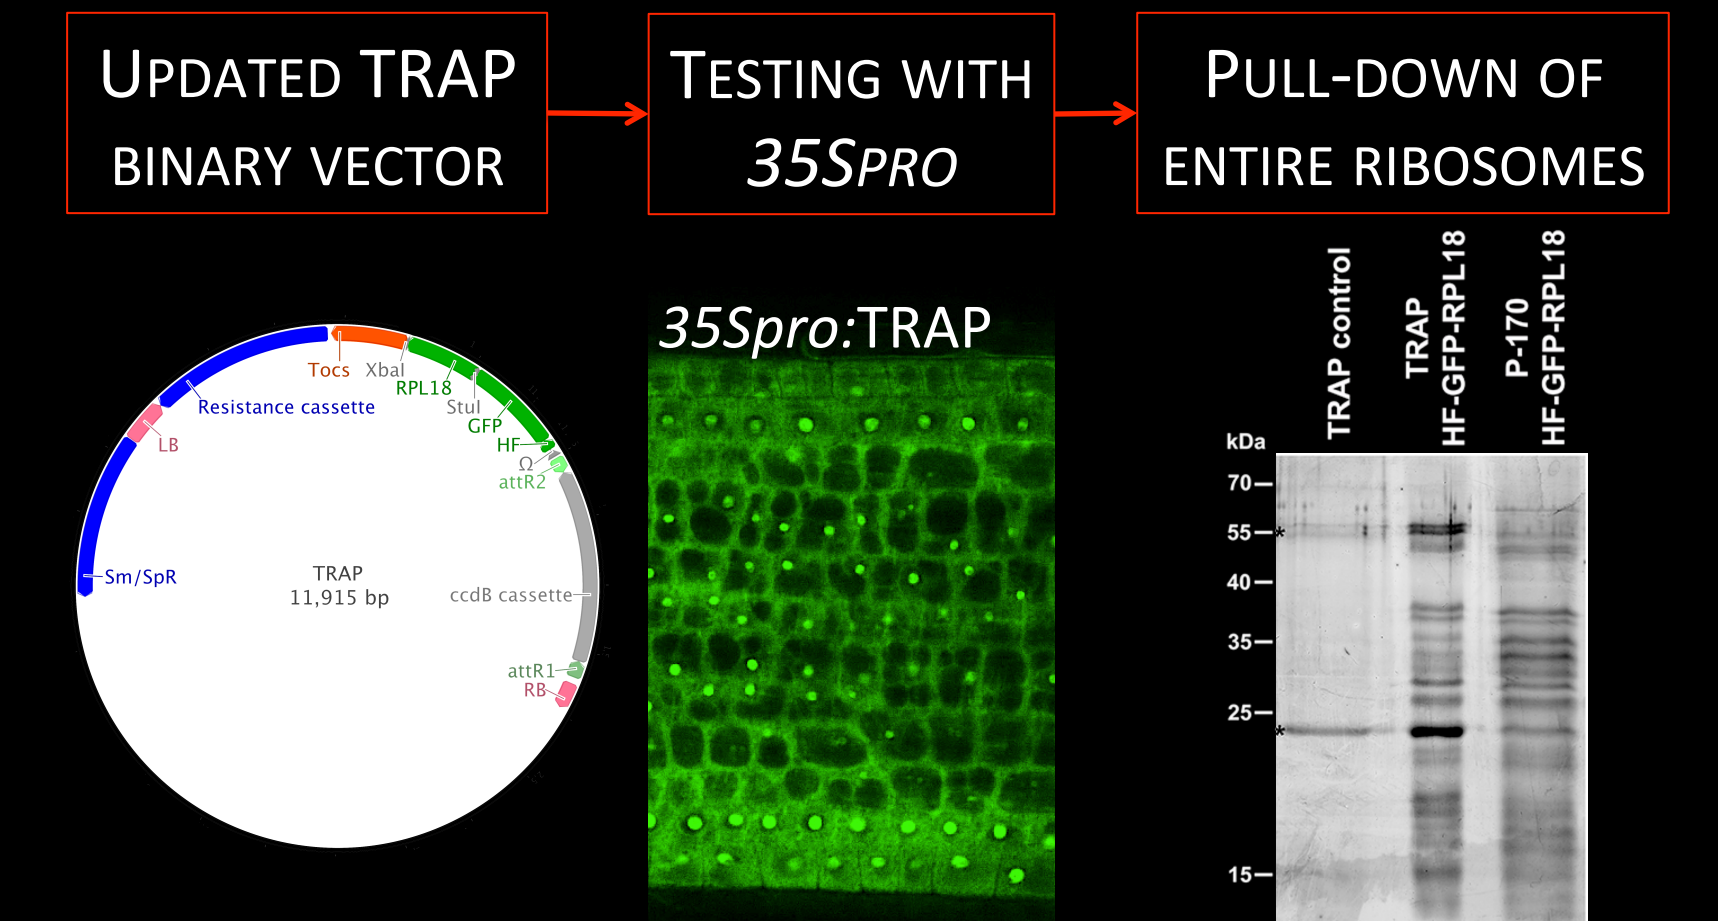 UPDATED TRAP
BINARY VECTOR
TESTING WITH
35SPRO
PULL-DOWN OF
ENTIRE RIBOSOMES
Tocs
XbaI
RPL18
StuI
GFP
HF
Ω
attR2
Resistance cassette
LB
Sm/SpR
TRAP
11,915 bp
ccdB cassette
attR1
RB
35Spro:TRAP
TRAP control
TRAP
HF-GFP-RPL18
P-170
HF-GFP-RPL18
kDa
70
55
*
40
35
25
*
15